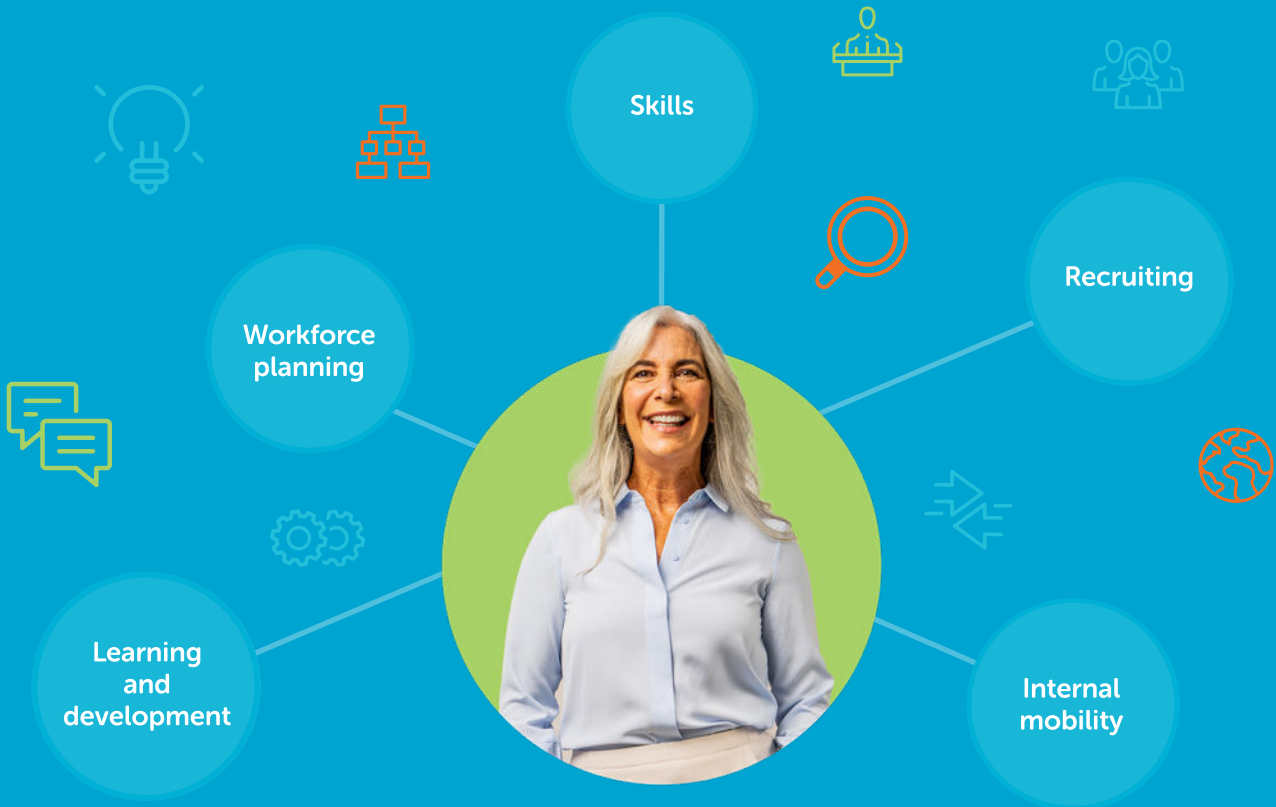 Skills
Recruiting
Workforce
planning
Learning
and
development
Internal
mobility